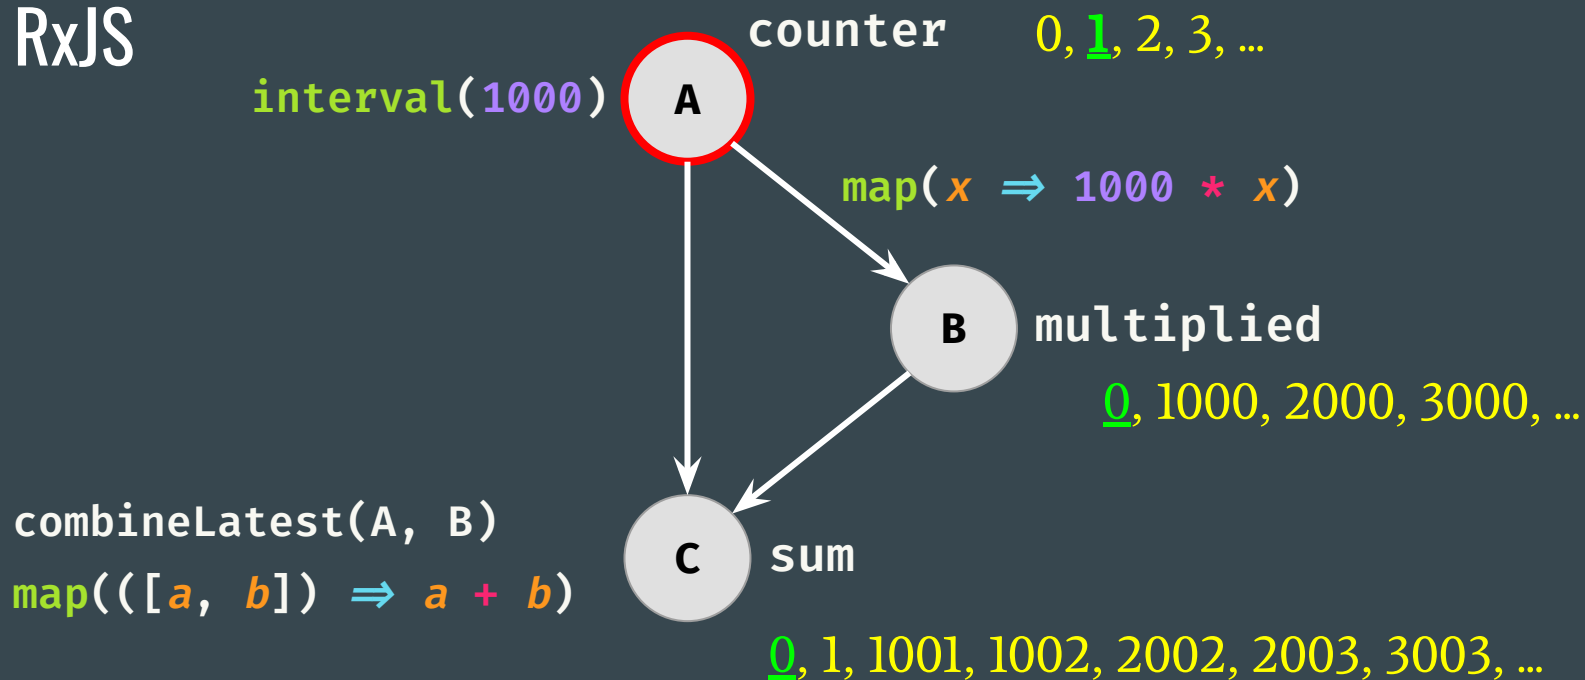 RxJS
counter
0, 1, 2, 3, ...
interval(1000)
A
map(x ⇒ 1000 * x)
B
multiplied
0, 1000, 2000, 3000, ...
combineLatest(A, B)
map(([a, b]) ⇒ a + b)
C
sum
0, 1, 1001, 1002, 2002, 2003, 3003, ...